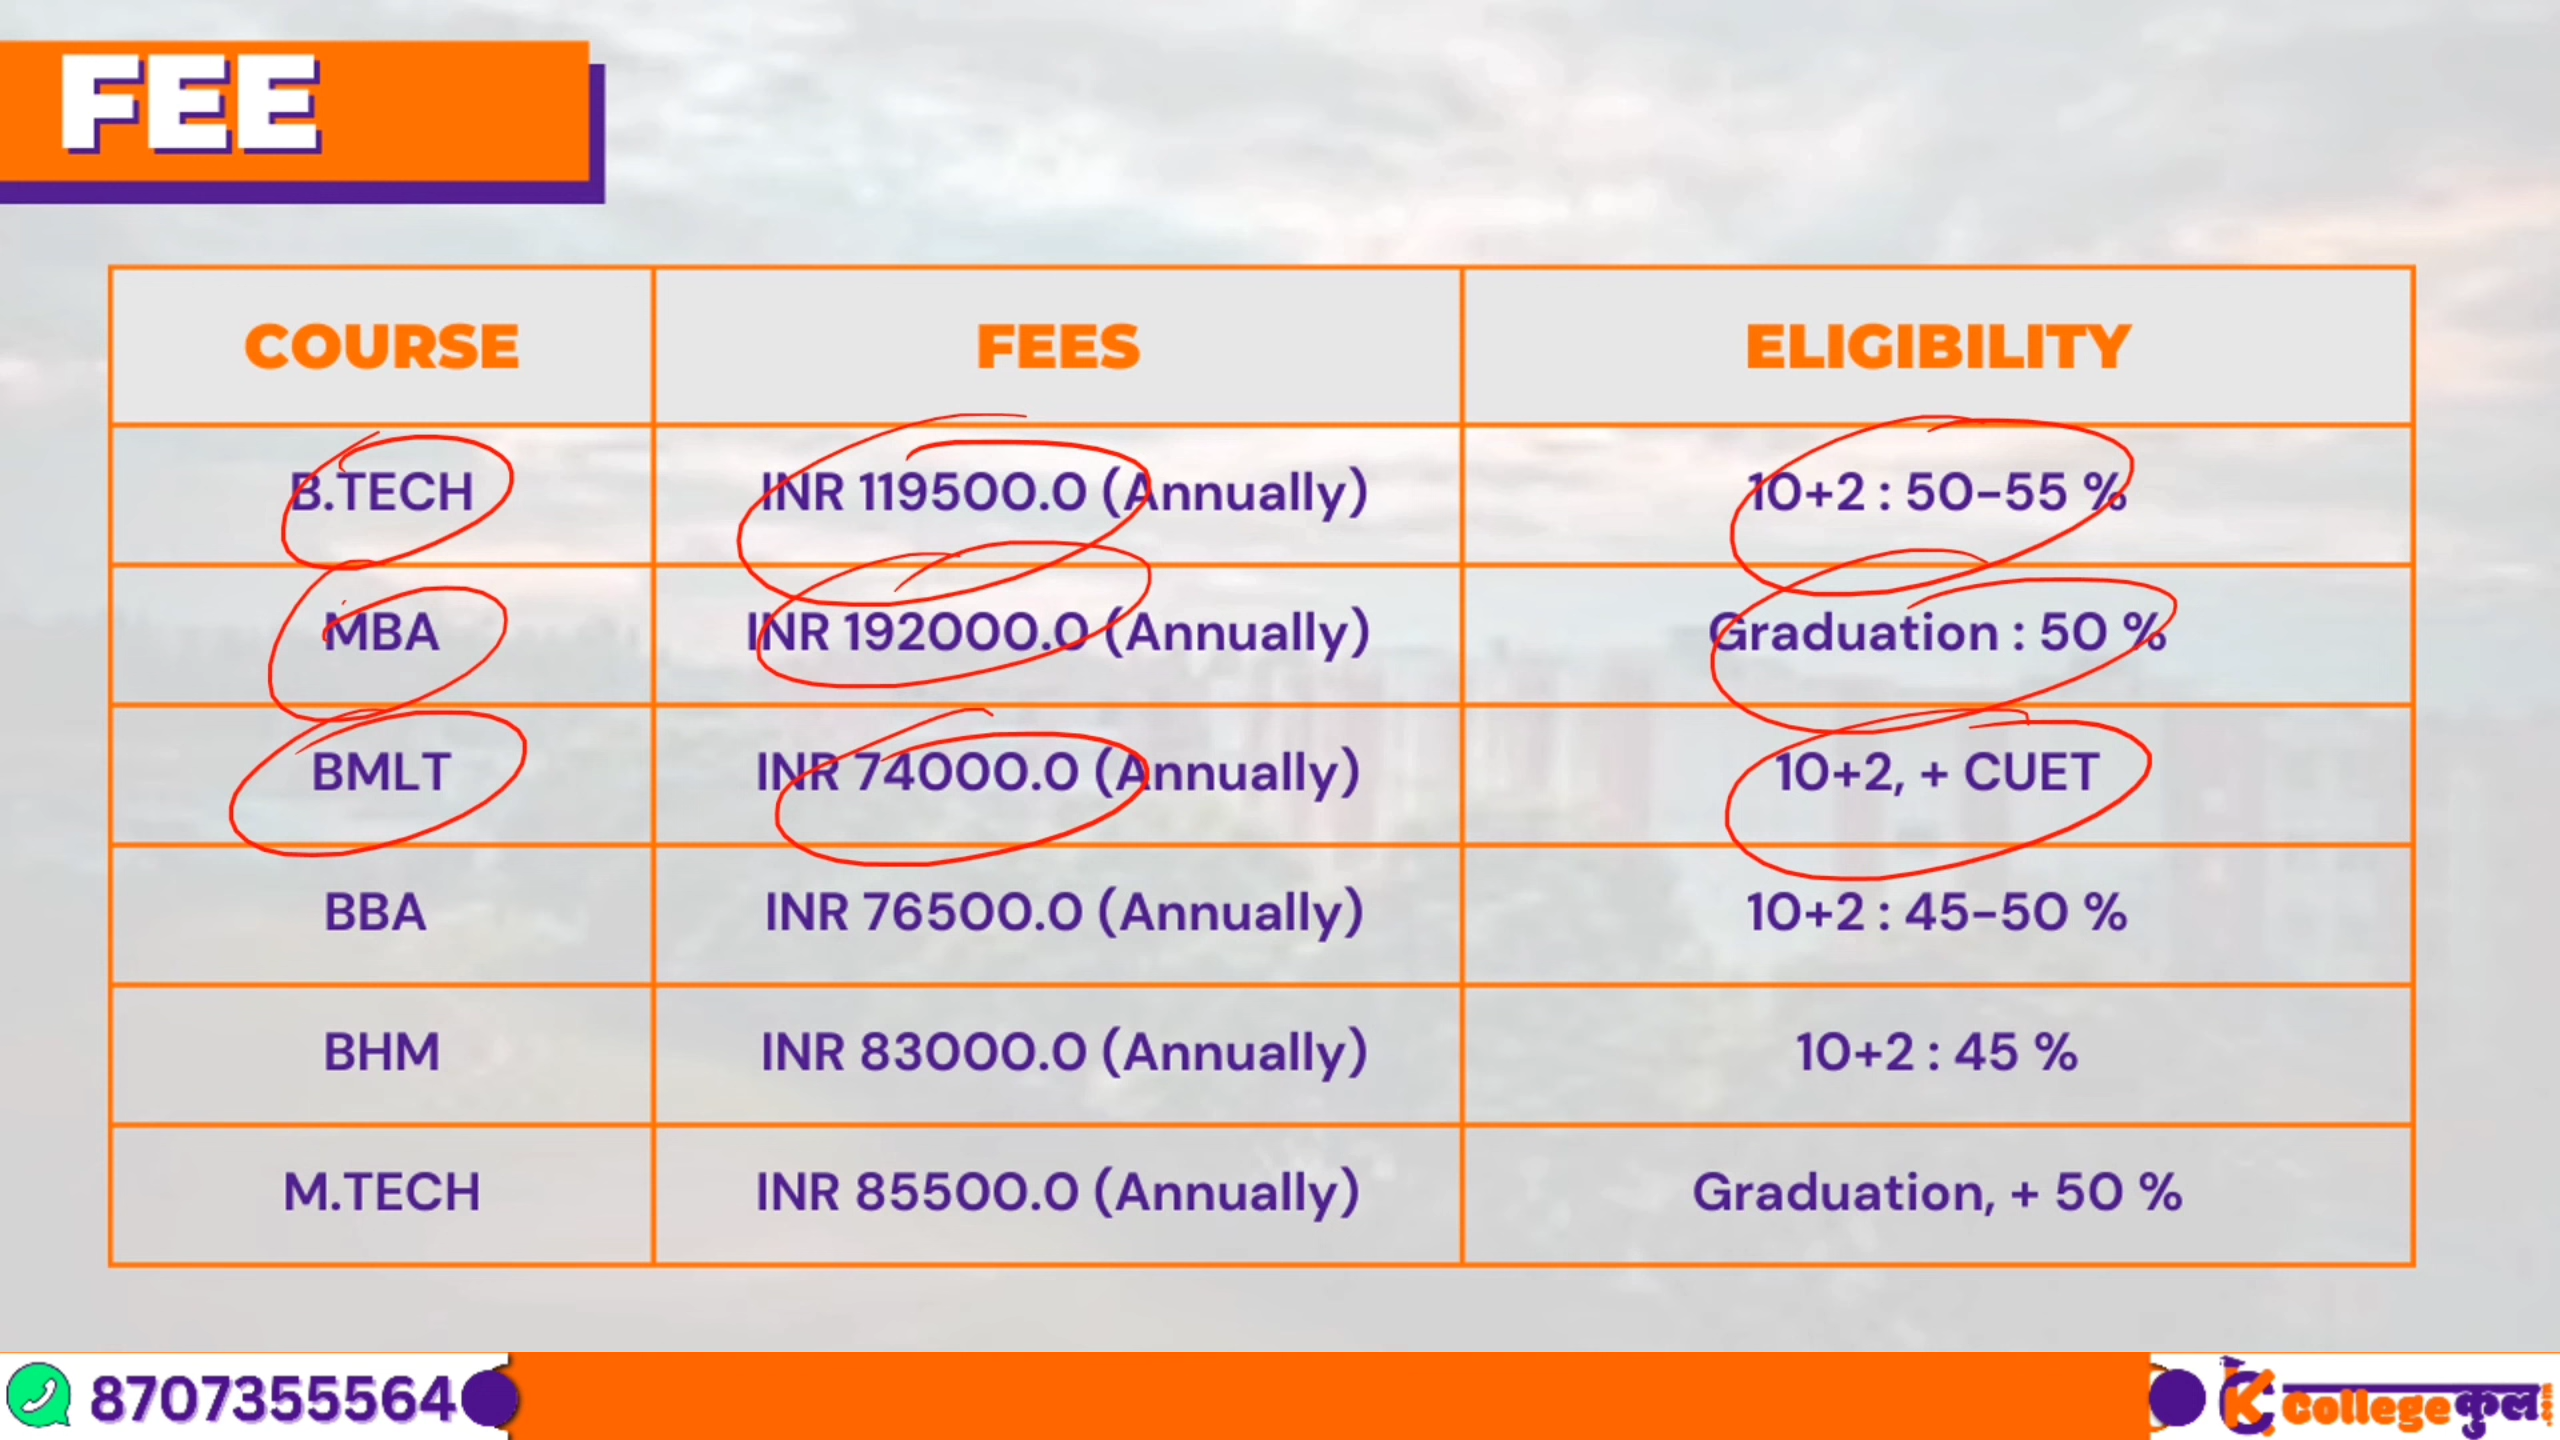 FEE
COURSE FEES ELIGIBILITY
B.TECH INR 119500.0 (Annually) 10+2 : 50-55 %
MBA INR 192000.0 (Annually) Graduation : 50 %
BMLT INR 74000.0 (Annually) 10+2, + CUET
BBA INR 76500.0 (Annually) 10+2 : 45-50 %
BHM INR 83000.0 (Annually) 10+2 : 45 %
M.TECH INR 85500.0 (Annually) Graduation, + 50 %
8707355564
Collegeकुल.com